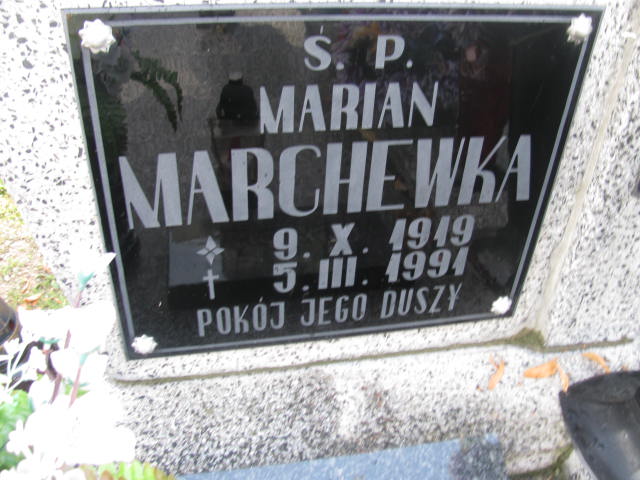 Ś. P.
MARIAN
MARCHEWKA
9. X. 1919
5. III. 1991
POKÓJ JEGO DUSZY